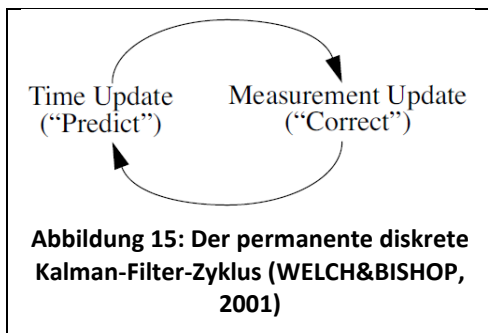 Time Update
(“Predict”)
Measurement Update
(“Correct”)
Abbildung 15: Der permanente diskrete
Kalman-Filter-Zyklus (WELCH&BISHOP,
2001)